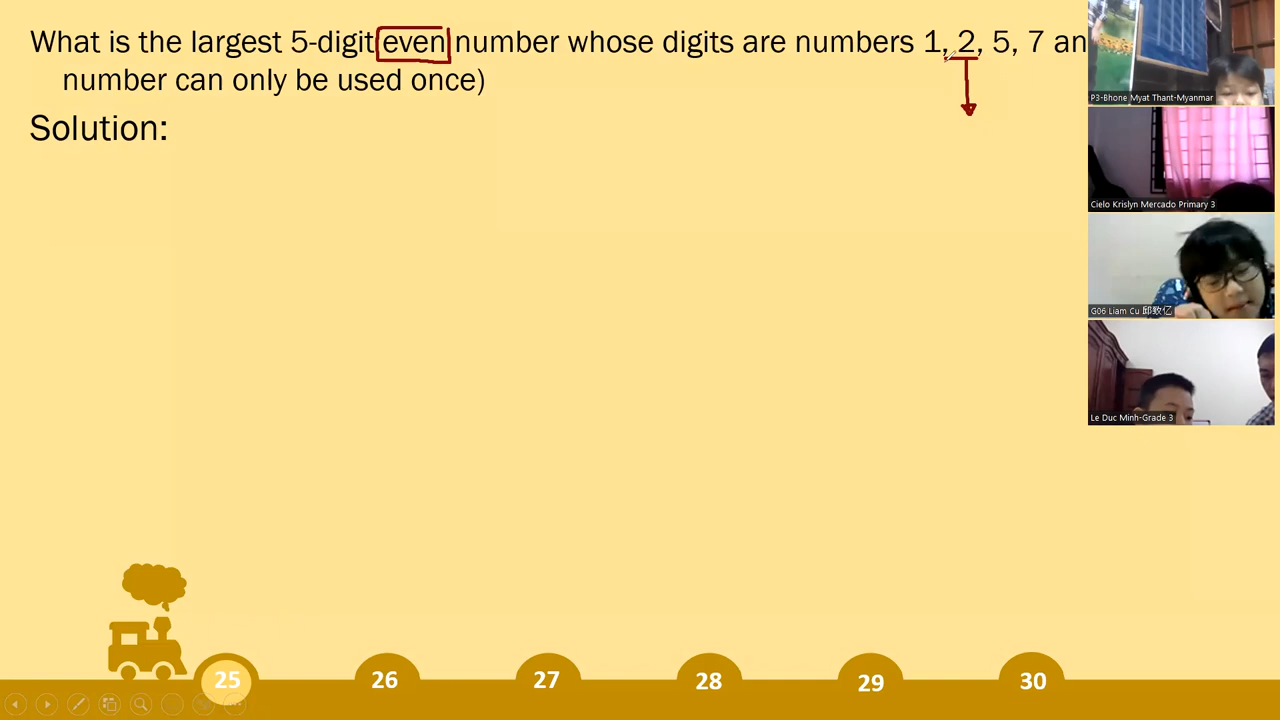 What is the largest 5-digit even number whose digits are numbers 1, 2, 5, 7 an
number can only be used once)
Solution:
P3-Bhone Myat Thant-Myanmar
Cielo Krislyn Mercado Primary 3
G06 Liam Cu 邱致亿
Le Duc Minh-Grade 3
25 26 27 28 29 30